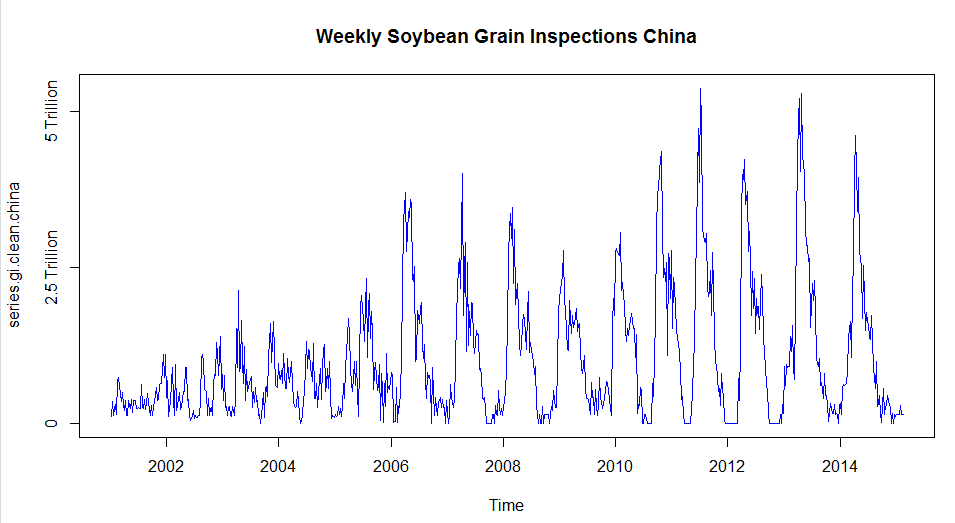 Weekly Soybean Grain Inspections China
series.gi.clean.china
5 Trillion
2.5 Trillion
0
2002 2004 2006 2008 2010 2012 2014
Time